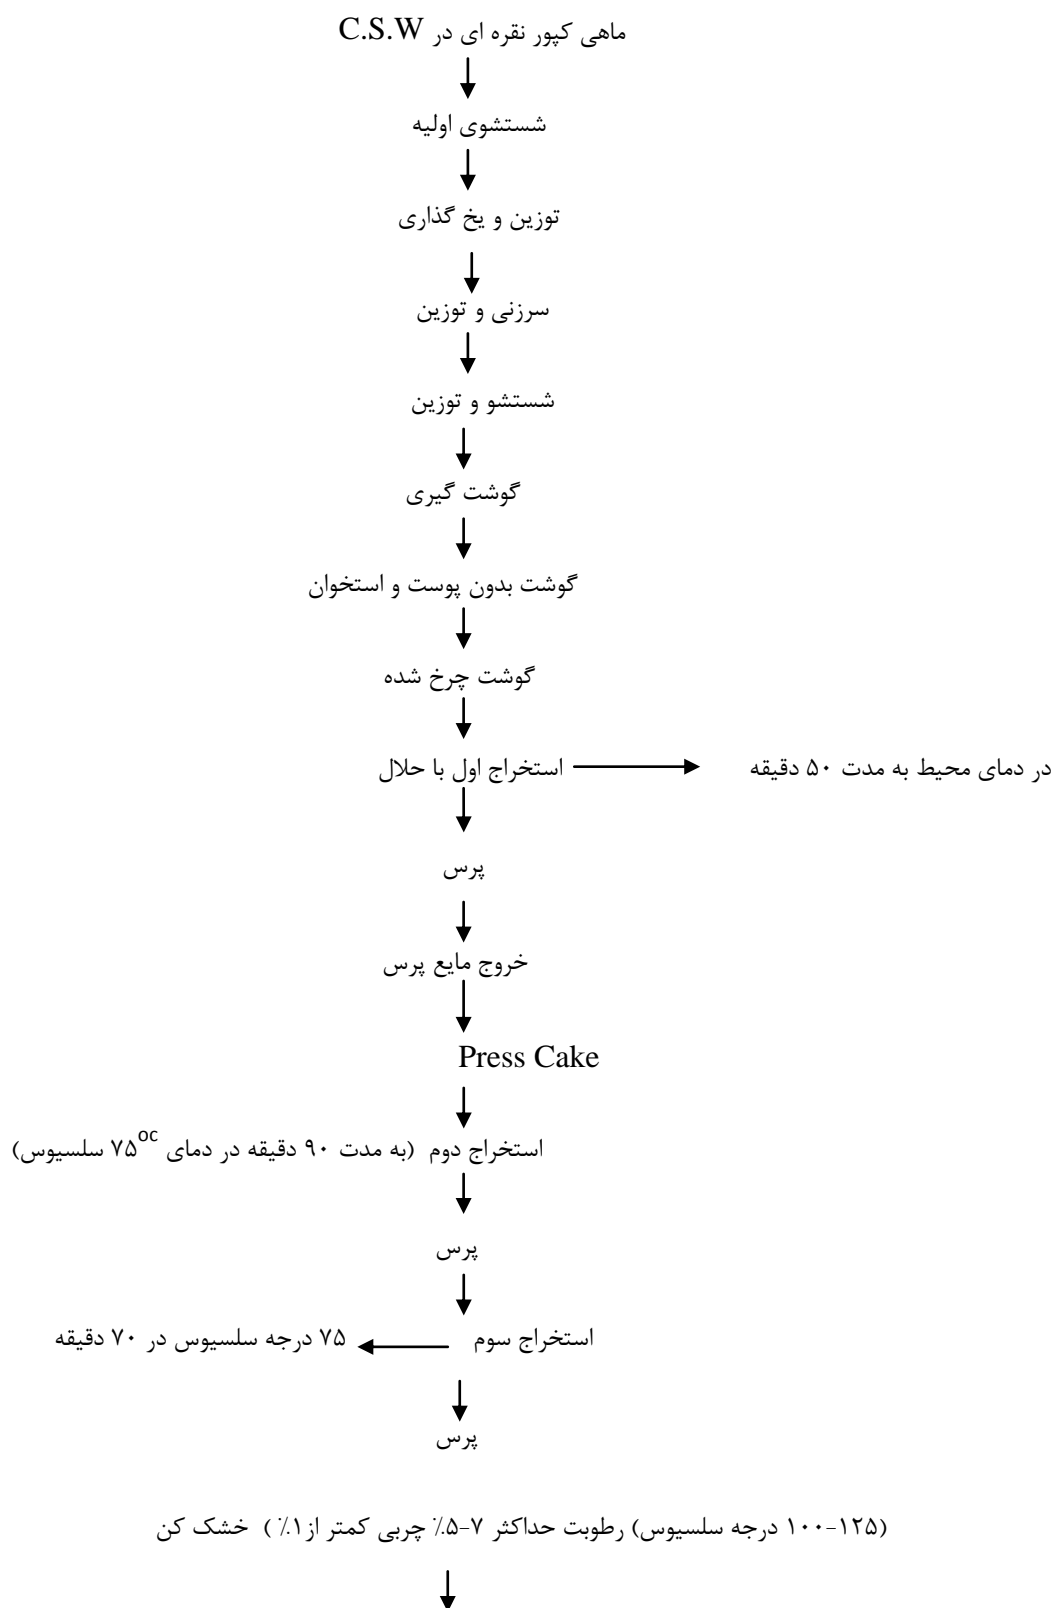 ماهی کپور نقره ای در C.S.W
شستشوی اولیه
توزین و یخ گذاری
سرزنی و توزین
شستشو و توزین
گوشت گیری
گوشت بدون پوست و استخوان
گوشت چرخ شده
استخراج اول با حلال
در دمای محیط به مدت ۵۰ دقیقه
پرس
خروج مایع پرس
Press Cake
استخراج دوم (به مدت ۹۰ دقیقه در دمای ۷۵oc سلسیوس)
پرس
استخراج سوم
۷۵ درجه سلسیوس در ۷۰ دقیقه
پرس
(۱۰۰-۱۲۵ درجه سلسیوس) رطوبت حداکثر ۷-۵٪ چربی کمتر از۱٪ ) خشک کن